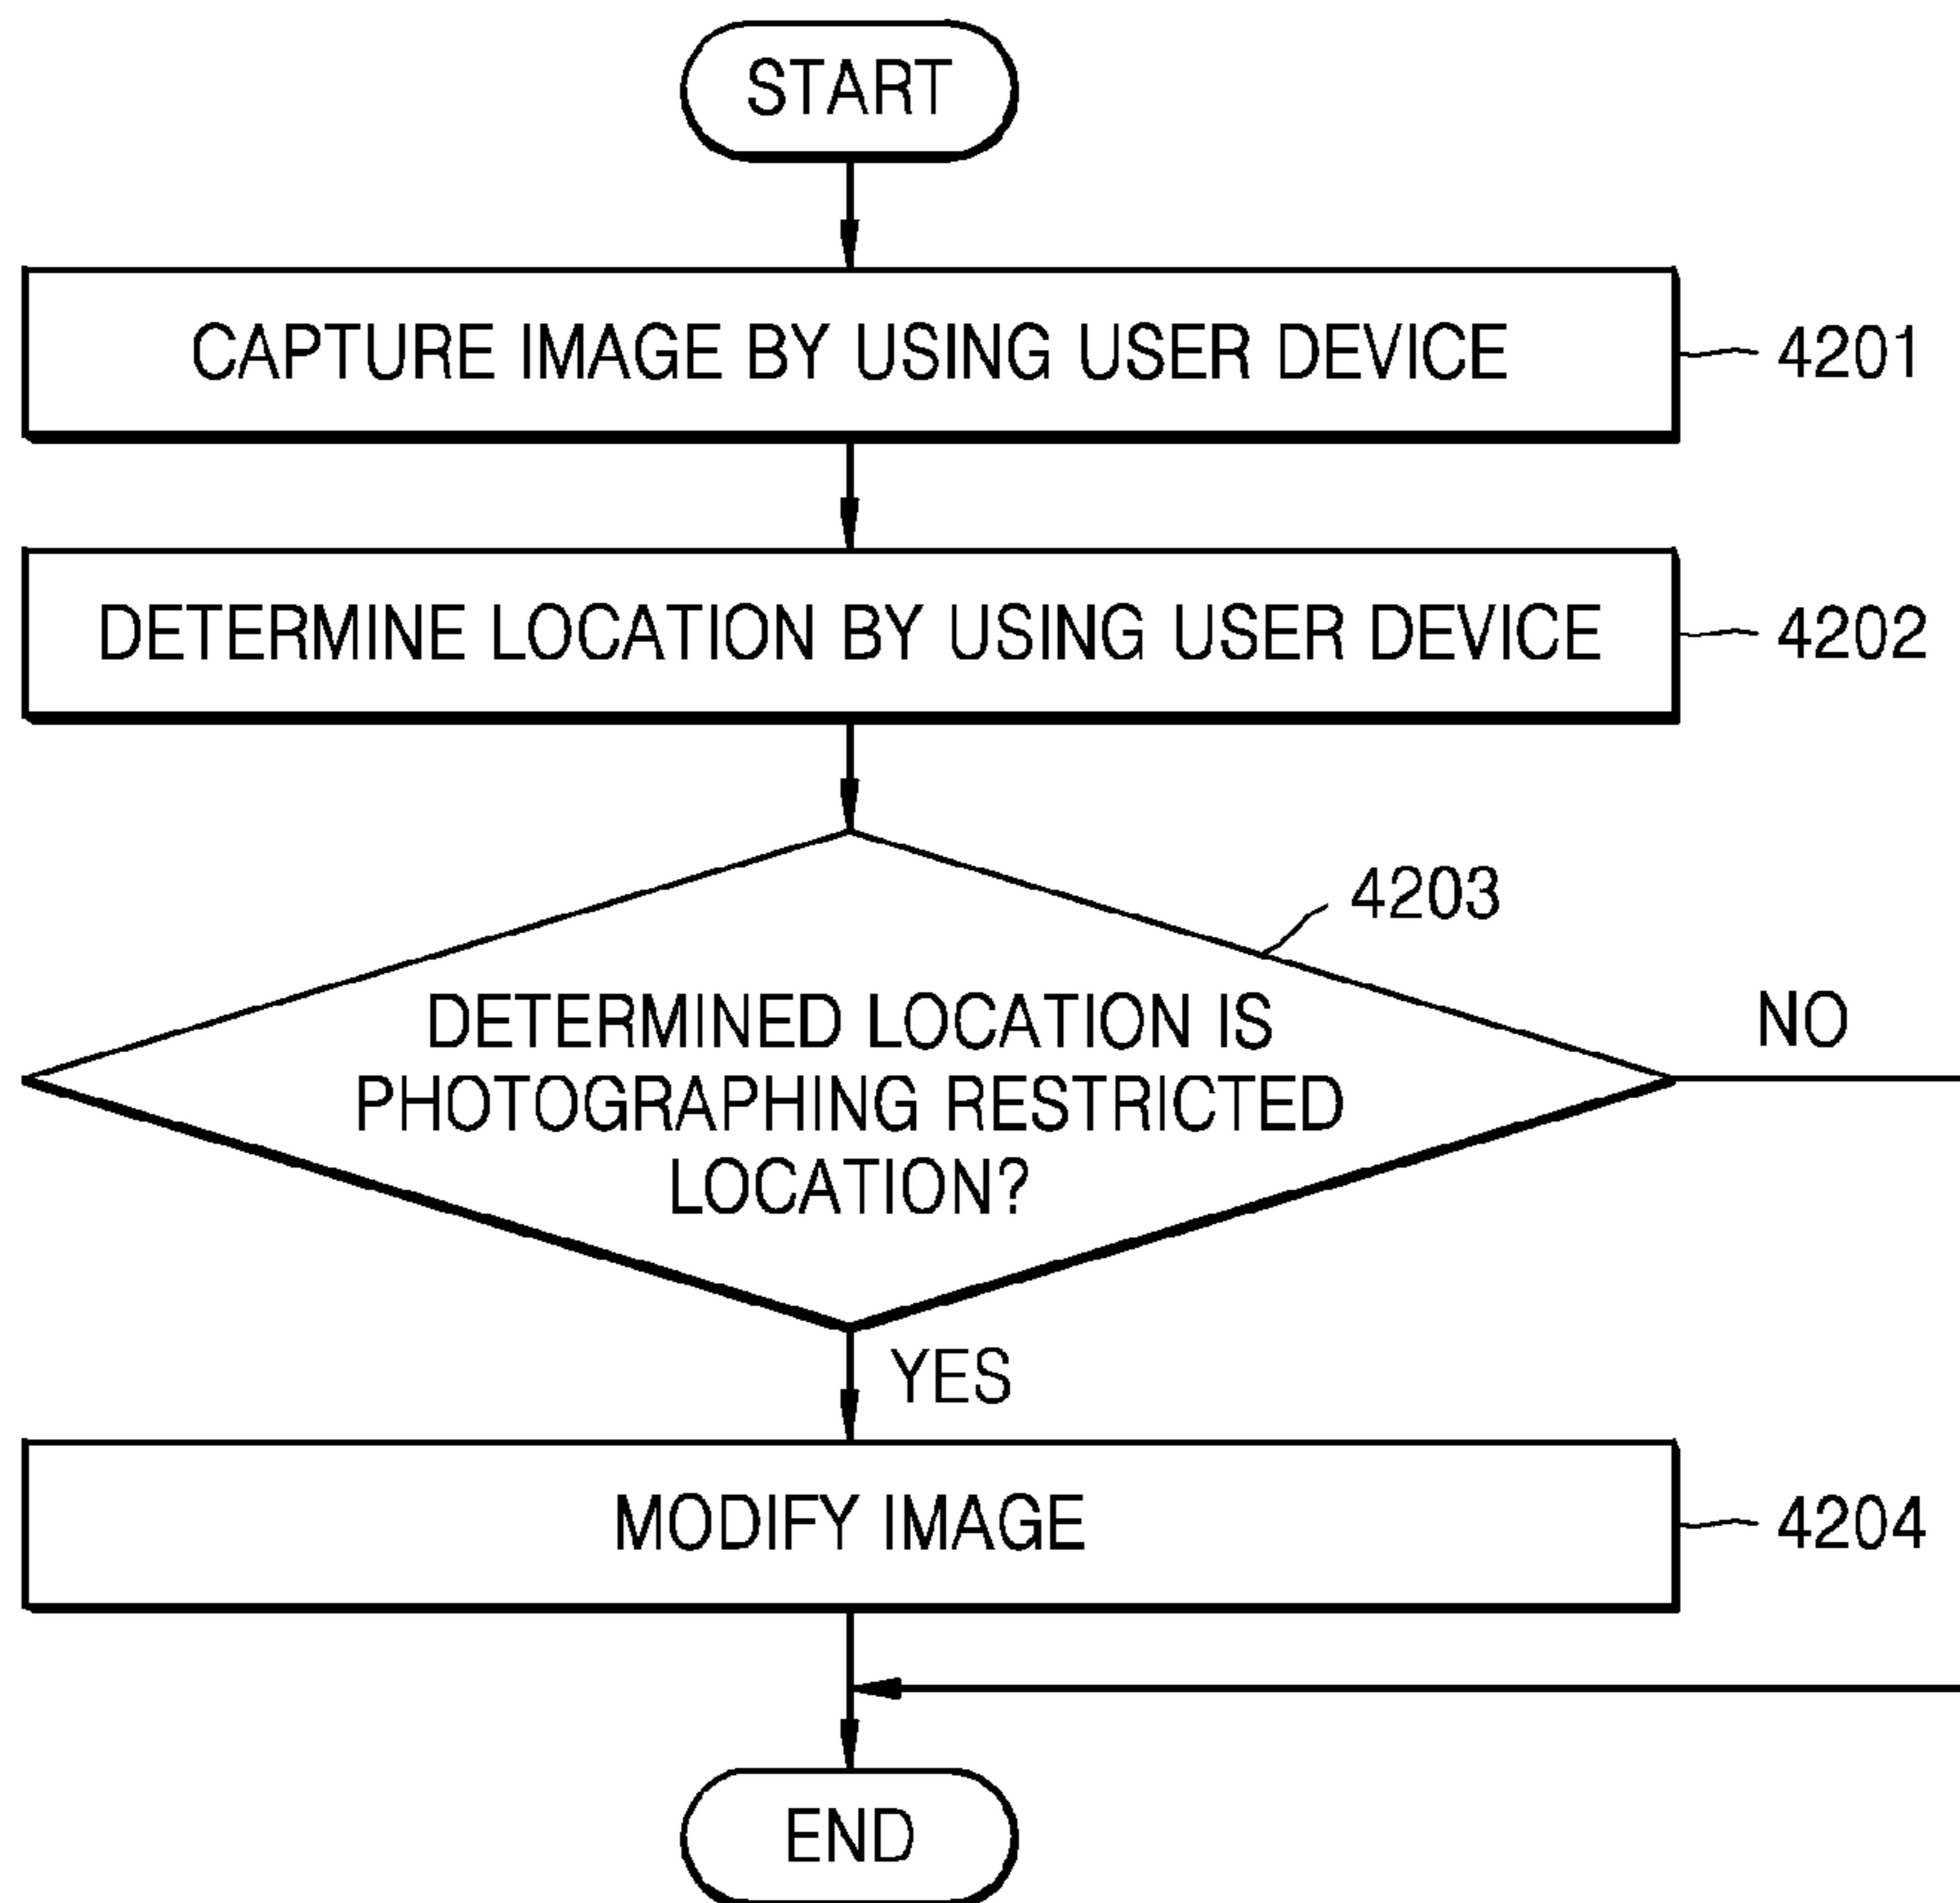 START
CAPTURE IMAGE BY USING USER DEVICE
4201
DETERMINE LOCATION BY USING USER DEVICE
4202
4203
DETERMINED LOCATION IS
PHOTOGRAPHING RESTRICTED
LOCATION?
NO
YES
MODIFY IMAGE
4204
END